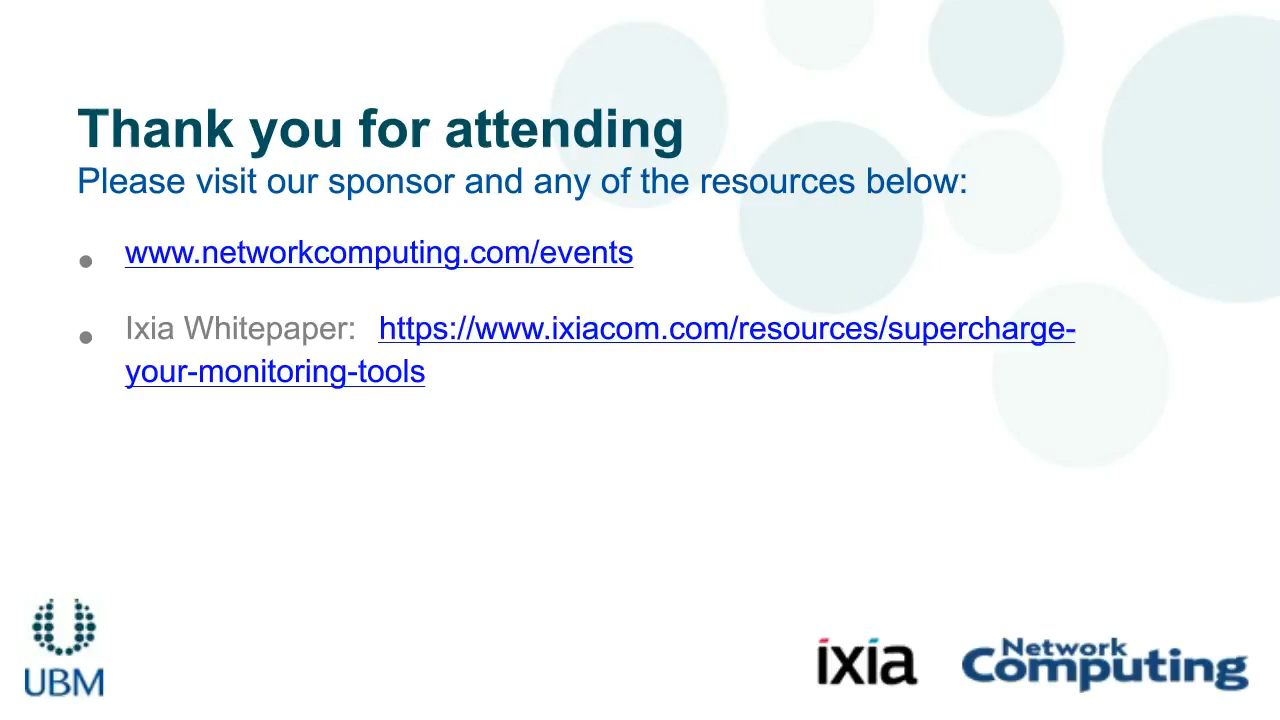 Thank you for attending
Please visit our sponsor and any of the resources below:
• www.networkcomputing.com/events
• Ixia Whitepaper: https://www.ixiacom.com/resources/supercharge-
your-monitoring-tools
UBM
ixia
Network
Computing